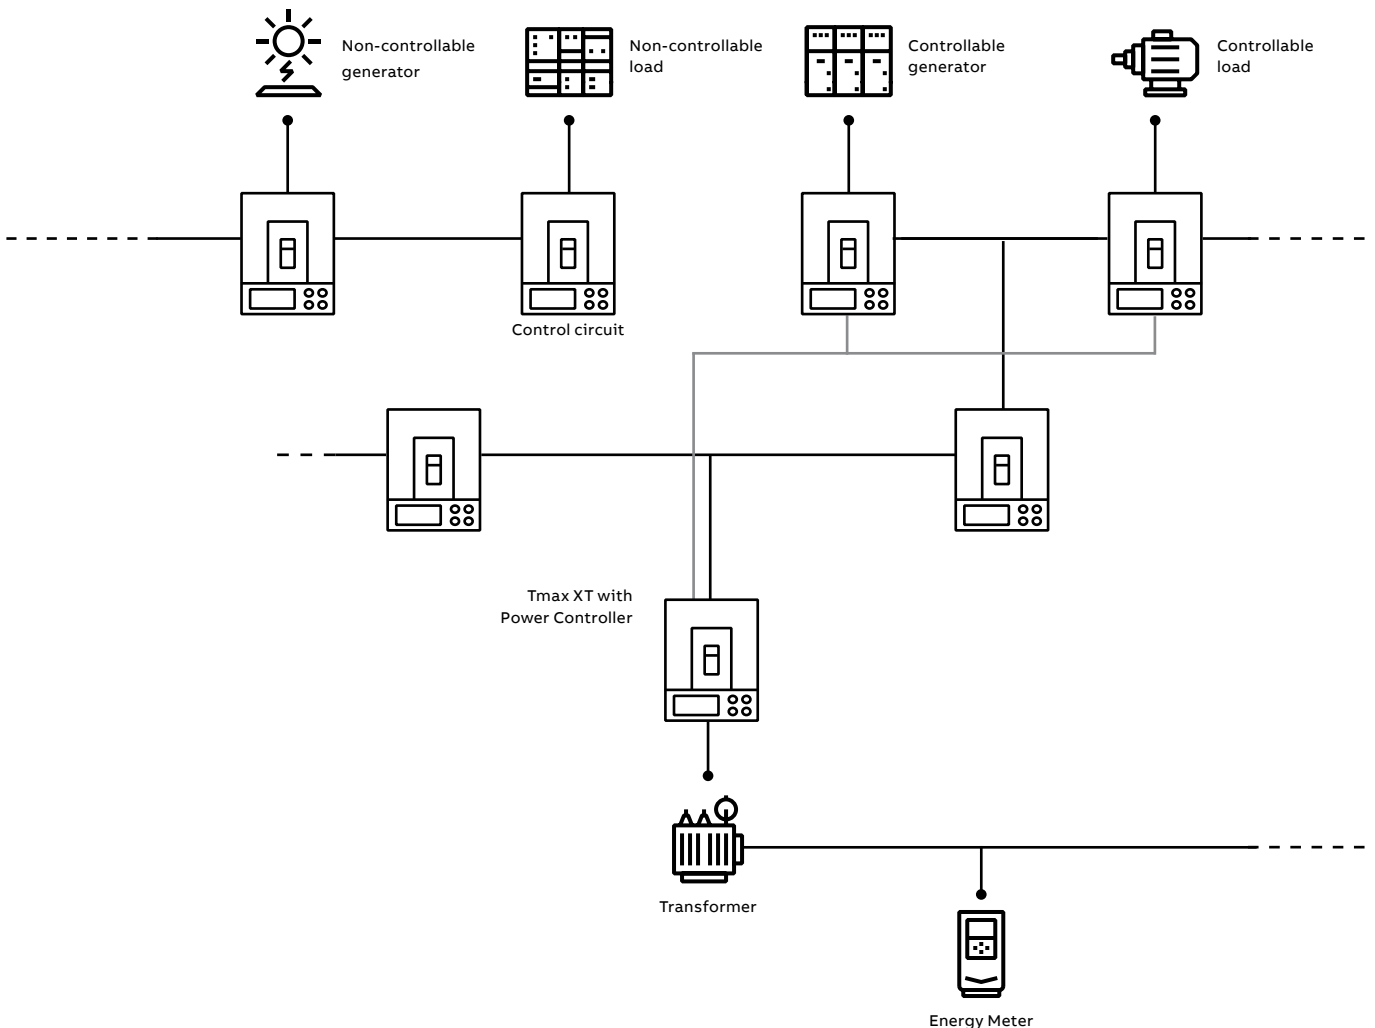 Non-controllable
generator
Non-controllable
load
Controllable
generator
Controllable
load
Control circuit
Tmax XT with
Power Controller
Transformer
Energy Meter